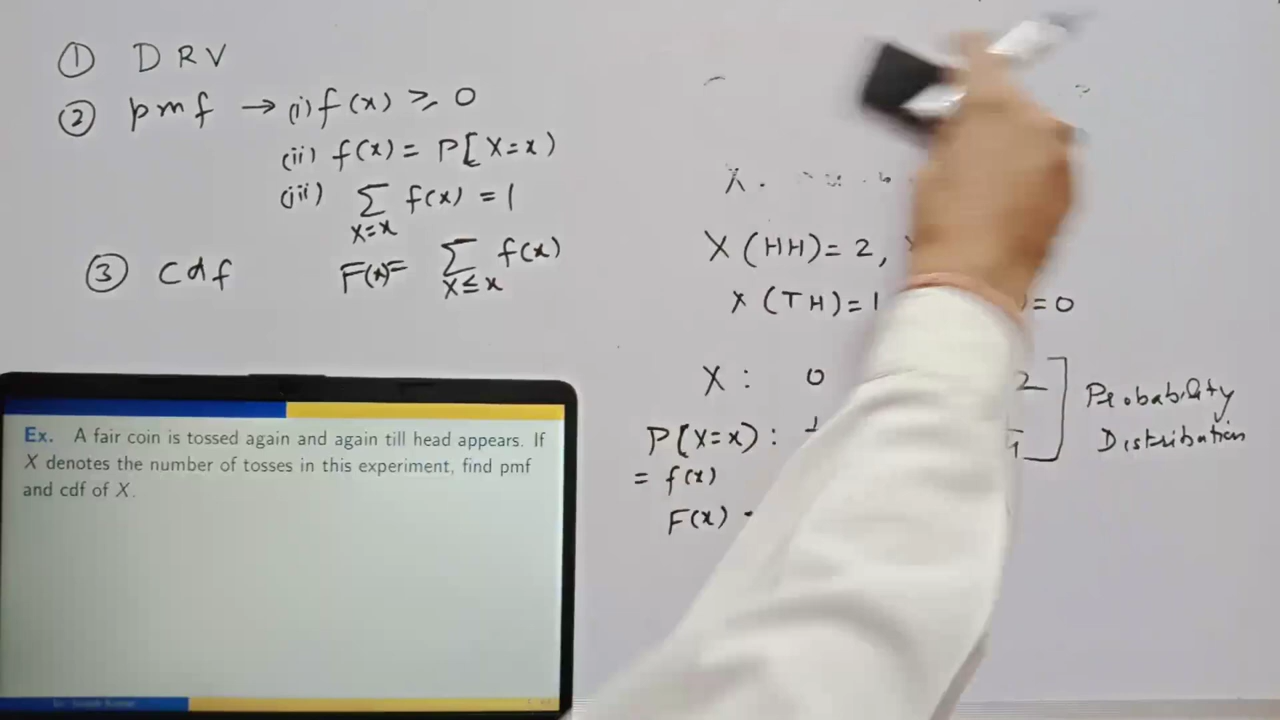 ① DRV
② pmf → (i) f(x) ⩾ 0
(ii) f(x) = P[X=x)
(iii) Σ f(x) = 1
X=x
③ cdf F(x)= Σ f(x)
X≤x
Ex. A fair coin is tossed again and again till head appears. If
X denotes the number of tosses in this experiment, find pmf
and cdf of X.
X
X(HH)=2,
X(TH)=1 )=0
X: 0 2
P(X=x):
= f(x)
F(x)
Probability
Distribution